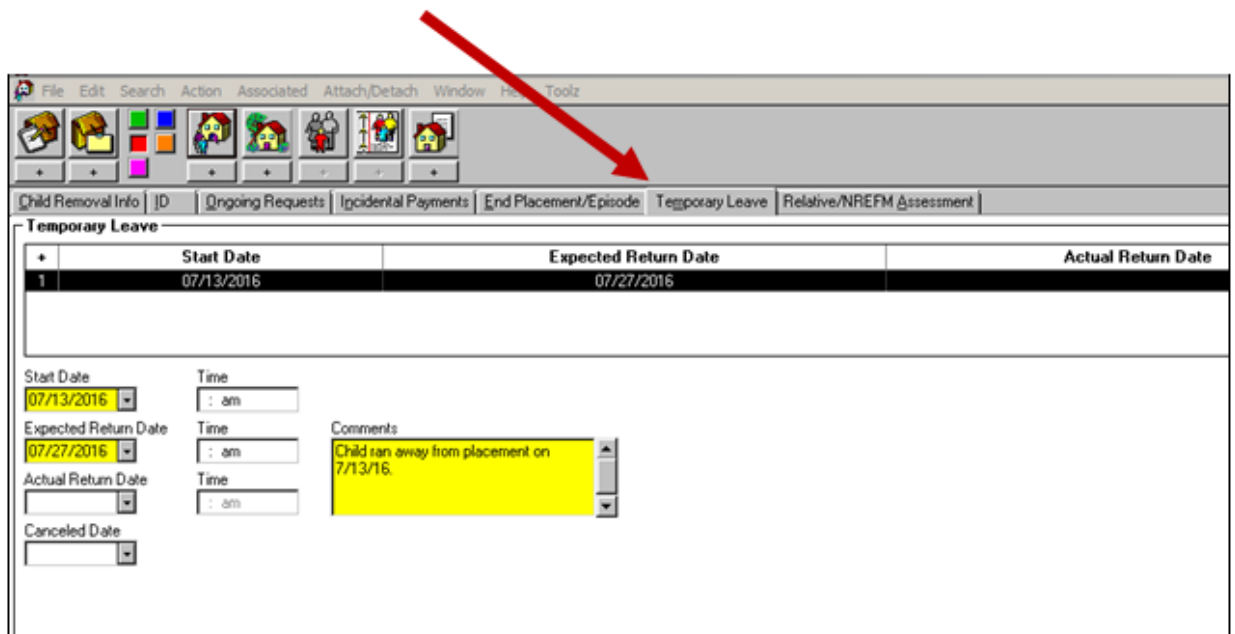 File Edit Search Action Associated Attach/Detach Window Toolz
+ + + + + + +
Child Removal Info ID Ongoing Requests Incidental Payments End Placement/Episode Temporary Leave Relative/NREFM Assessment
Temporary Leave
+ Start Date Expected Return Date Actual Return Date
1 07/13/2016 07/27/2016
Start Date Time
07/13/2016 : am
Expected Return Date Time Comments
07/27/2016 : am Child ran away from placement on
7/13/16.
Actual Return Date Time
: am
Canceled Date